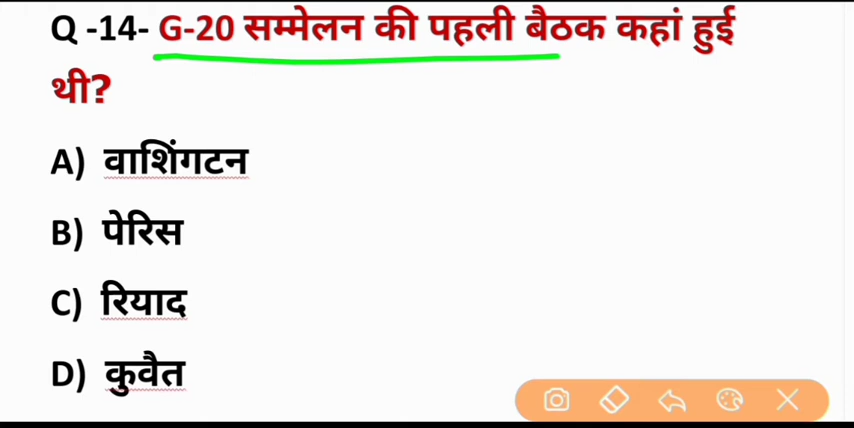 Q -14- G-20 सम्मेलन की पहली बैठक कहां हुई
थी?
A) वाशिंगटन
B) पेरिस
C) रियाद
D) कुवैत